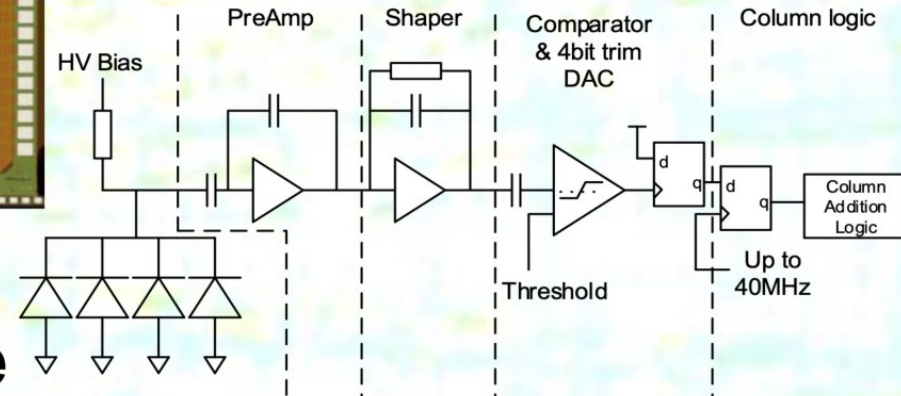 PreAmp
Shaper
Comparator
& 4bit trim
DAC
Column logic
HV Bias
d
q
d
q
Column
Addition
Logic
Threshold
Up to
40MHz
e